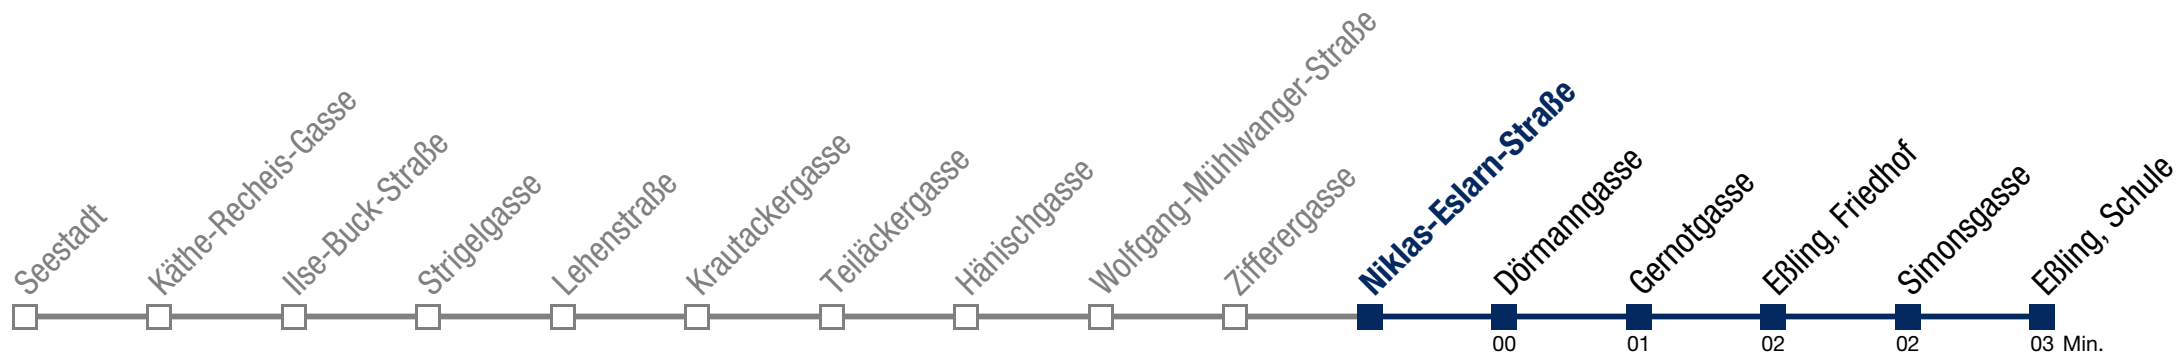 Seestadt
Käthe-Recheis-Gasse
Ilse-Buck-Straße
Strigelgasse
Lehenstraße
Krautackergasse
Teiläckergasse
Hänischgasse
Wolfgang-Mühlwanger-Straße
Zifferergasse
Niklas-Eslarn-Straße
Dörmanngasse
Gernotgasse
Eßling, Friedhof
Simonsgasse
Eßling, Schule
00 01 02 02 03 Min.